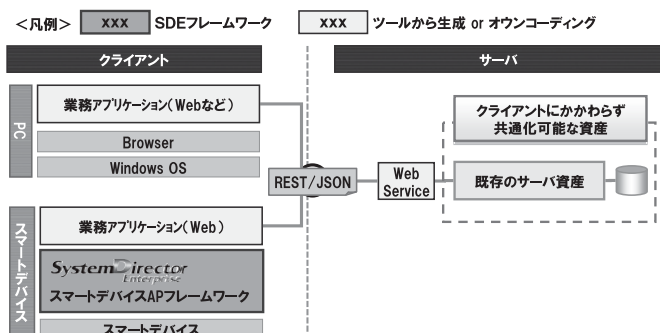 ＜凡例＞ xxx SDEフレームワーク xxx ツールから生成 or オウンコーディング
クライアント
サーバ
PC
業務アプリケーション（Webなど）
Browser
Windows OS
REST/JSON
Web
Service
クライアントにかかわらず
共通化可能な資産
既存のサーバ資産
スマートデバイス
業務アプリケーション（Web）
SystemDirector
Enterprise
スマートデバイスAPフレームワーク
スマートデバイス